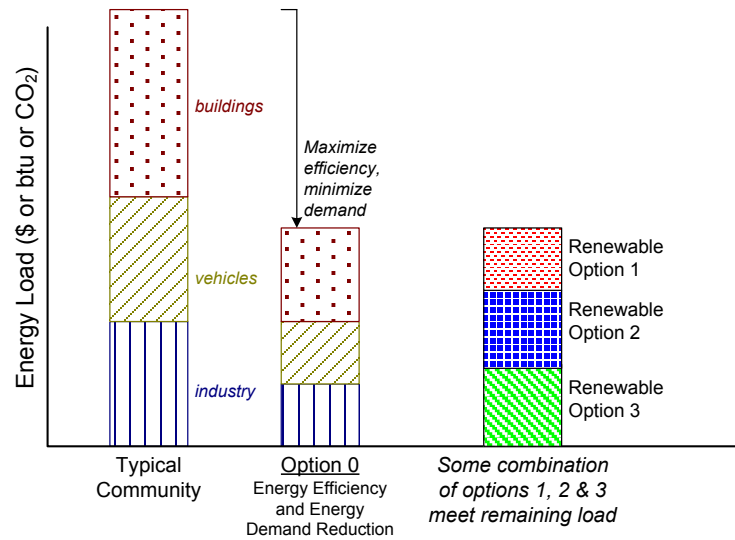 Energy Load ($ or btu or CO₂)
buildings
vehicles
industry
Maximize
efficiency,
minimize
demand
Renewable
Option 1
Renewable
Option 2
Renewable
Option 3
Typical
Community
Option 0
Energy Efficiency
and Energy
Demand Reduction
Some combination
of options 1, 2 & 3
meet remaining load